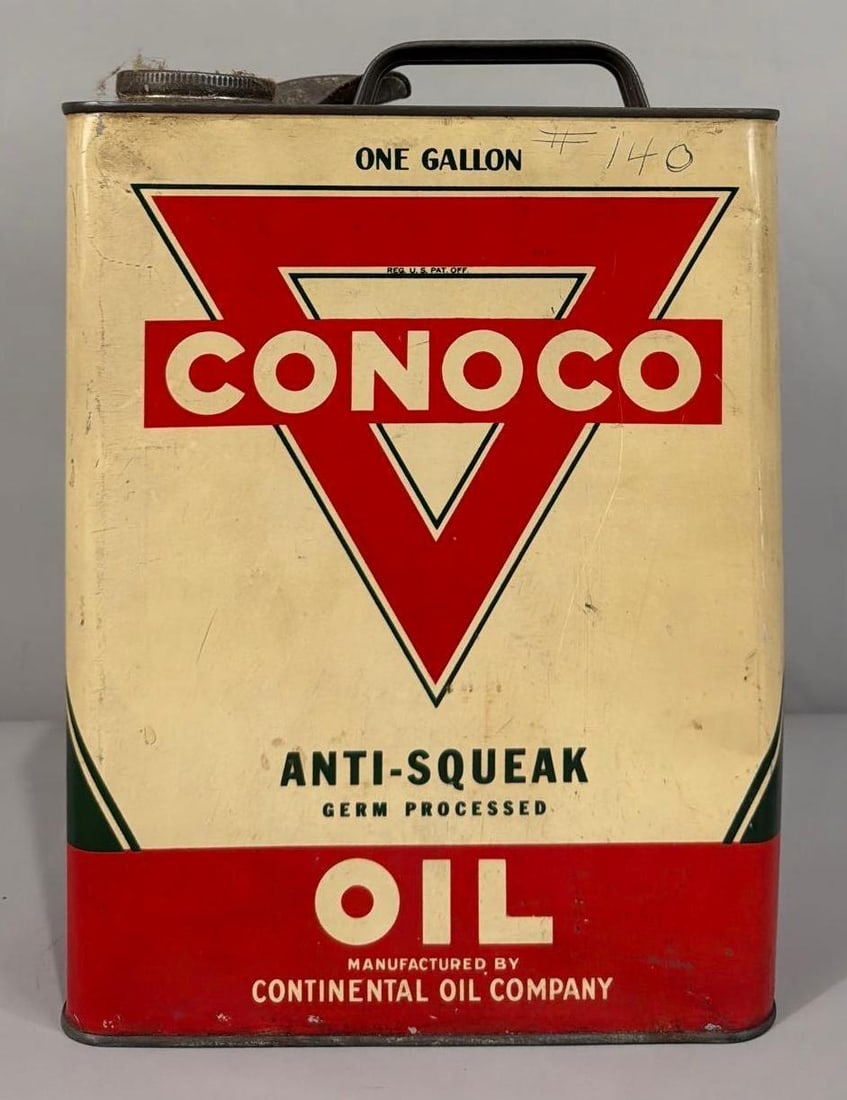 ONE GALLON # 140
REG. U.S. PAT. OFF.
CONOCO
ANTI-SQUEAK
GERM PROCESSED
OIL
MANUFACTURED BY
CONTINENTAL OIL COMPANY